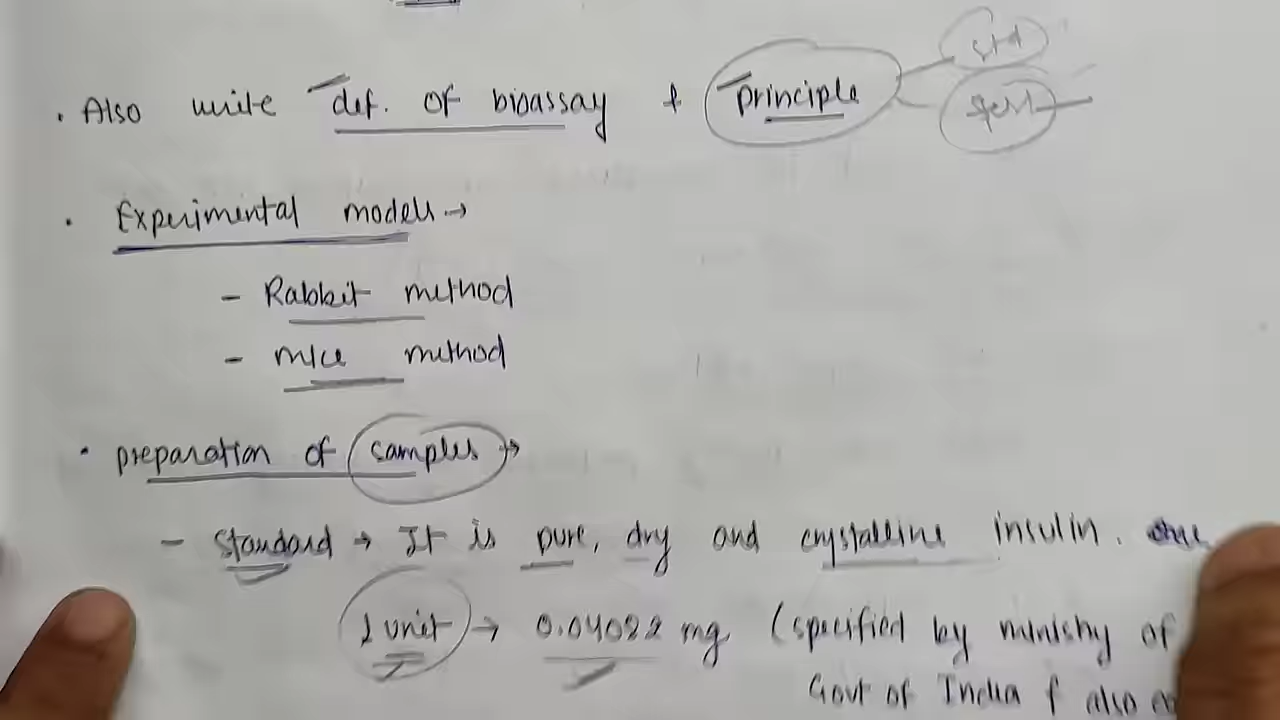 • Also write def. of bioassay + principle std test
• Experimental models →
- Rabbit method
- mice method
• preparation of samples →
- standard → It is pure, dry and crystalline insulin.
1 unit → 0.04082 mg (specified by ministry of
Govt of India & also